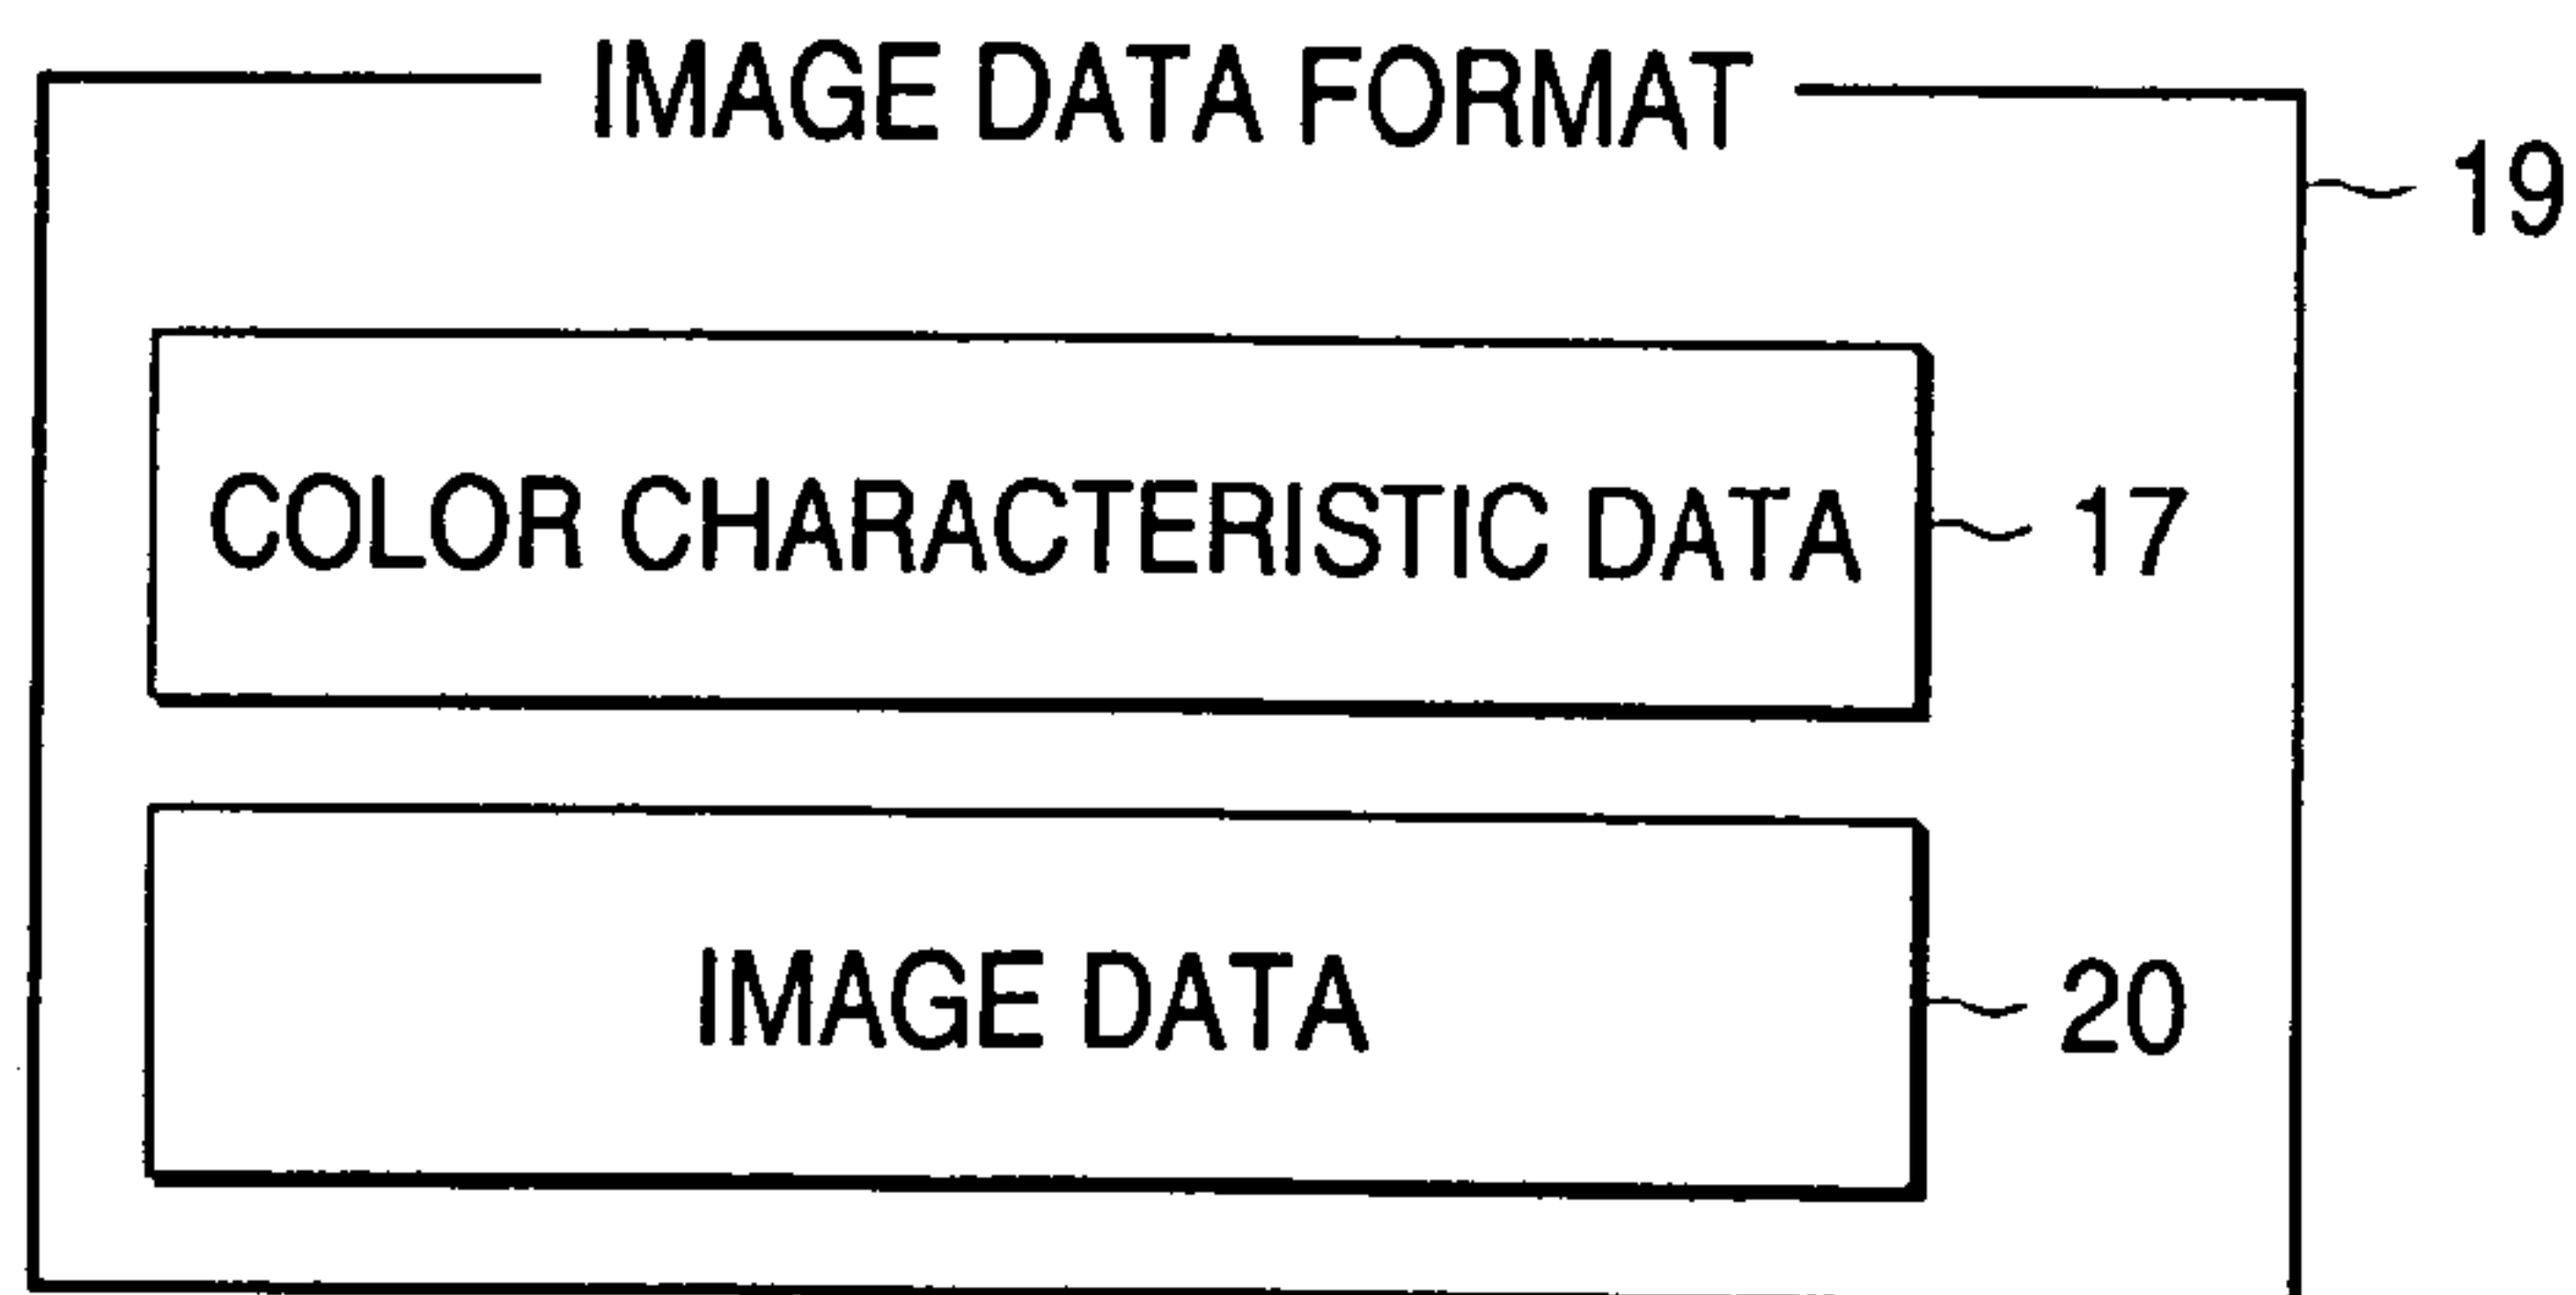 IMAGE DATA FORMAT
19
COLOR CHARACTERISTIC DATA
17
IMAGE DATA
20